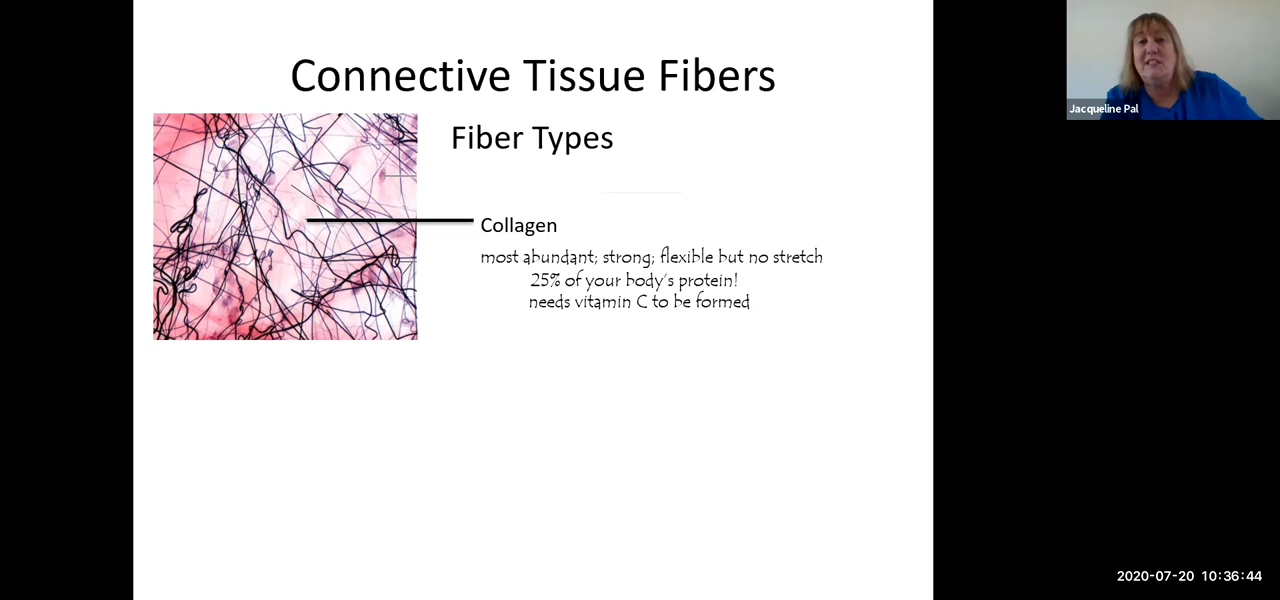 Connective Tissue Fibers
Fiber Types
Collagen
most abundant; strong; flexible but no stretch
25% of your body's protein!
needs vitamin C to be formed
Jacqueline Pal
2020-07-20 10:36:44